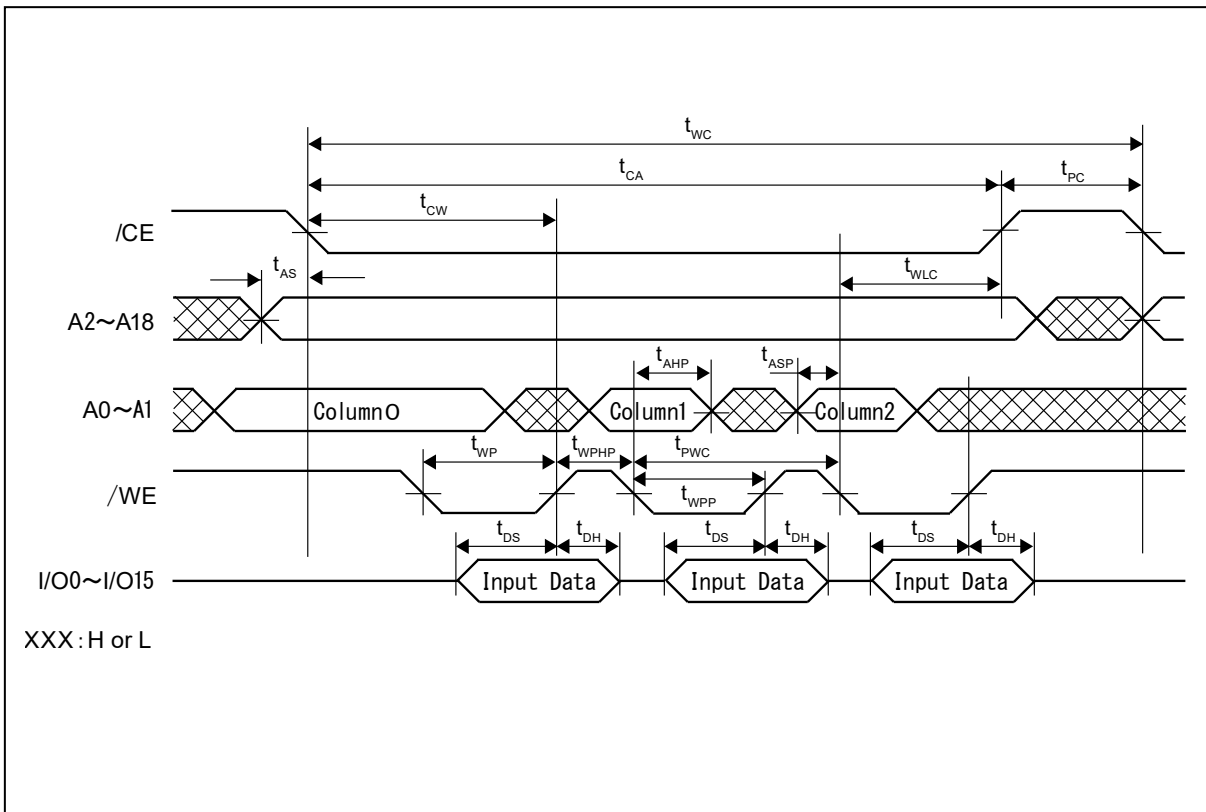 tWC
tCA
tPC
tCW
/CE
tAS
tWLC
A2～A18
tAHP
tASP
A0～A1
Column0
Column1
Column2
tWP
tWPHP
tPWC
/WE
tWPP
tDS
tDH
tDS
tDH
tDS
tDH
I/O0～I/O15
Input Data
Input Data
Input Data
XXX：H or L